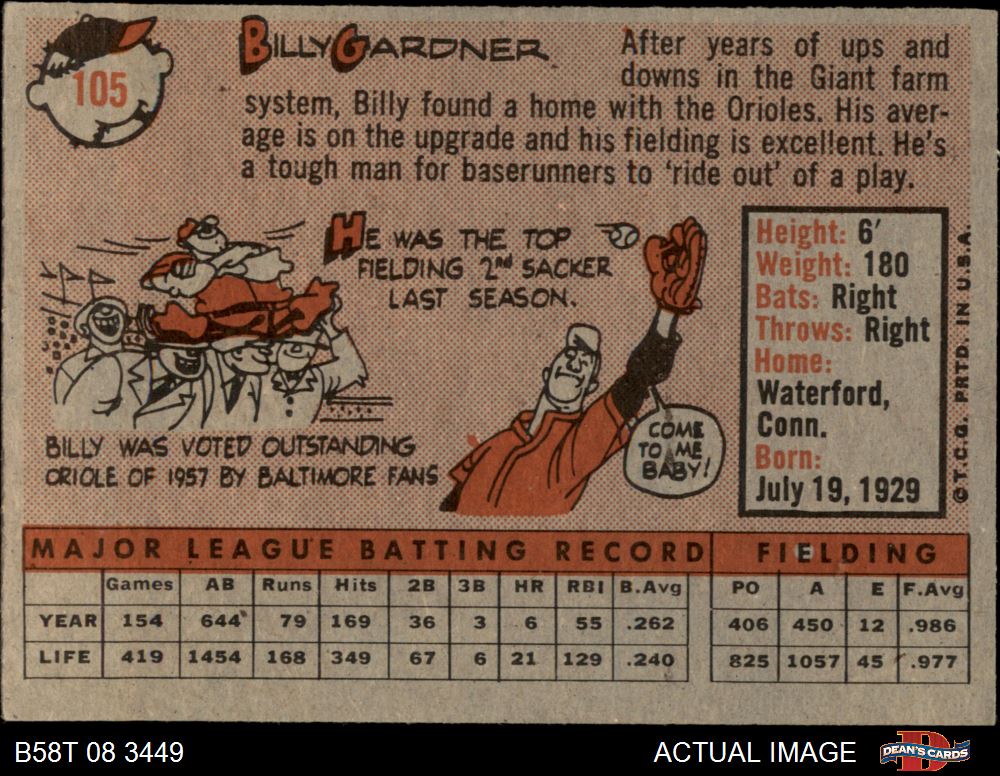 105
BILLY GARDNER
After years of ups and
downs in the Giant farm
system, Billy found a home with the Orioles. His aver-
age is on the upgrade and his fielding is excellent. He's
a tough man for baserunners to 'ride out' of a play.
HE WAS THE TOP
FIELDING 2nd SACKER
LAST SEASON.
BILLY WAS VOTED OUTSTANDING
ORIOLE OF 1957 BY BALTIMORE FANS
COME
TO ME
BABY!
Height: 6'
Weight: 180
Bats: Right
Throws: Right
Home:
Waterford,
Conn.
Born:
July 19, 1929
© T.C.G. PRTD. IN U.S.A.
MAJOR LEAGUE BATTING RECORD FIELDING
Games AB Runs Hits 2B 3B HR RBI B.Avg PO A E F.Avg
YEAR 154 644* 79 169 36 3 6 55 .262 406 450 12 .986
LIFE 419 1454 168 349 67 6 21 129 .240 825 1057 45 .977
B58T 08 3449 ACTUAL IMAGE DEAN'S CARDS